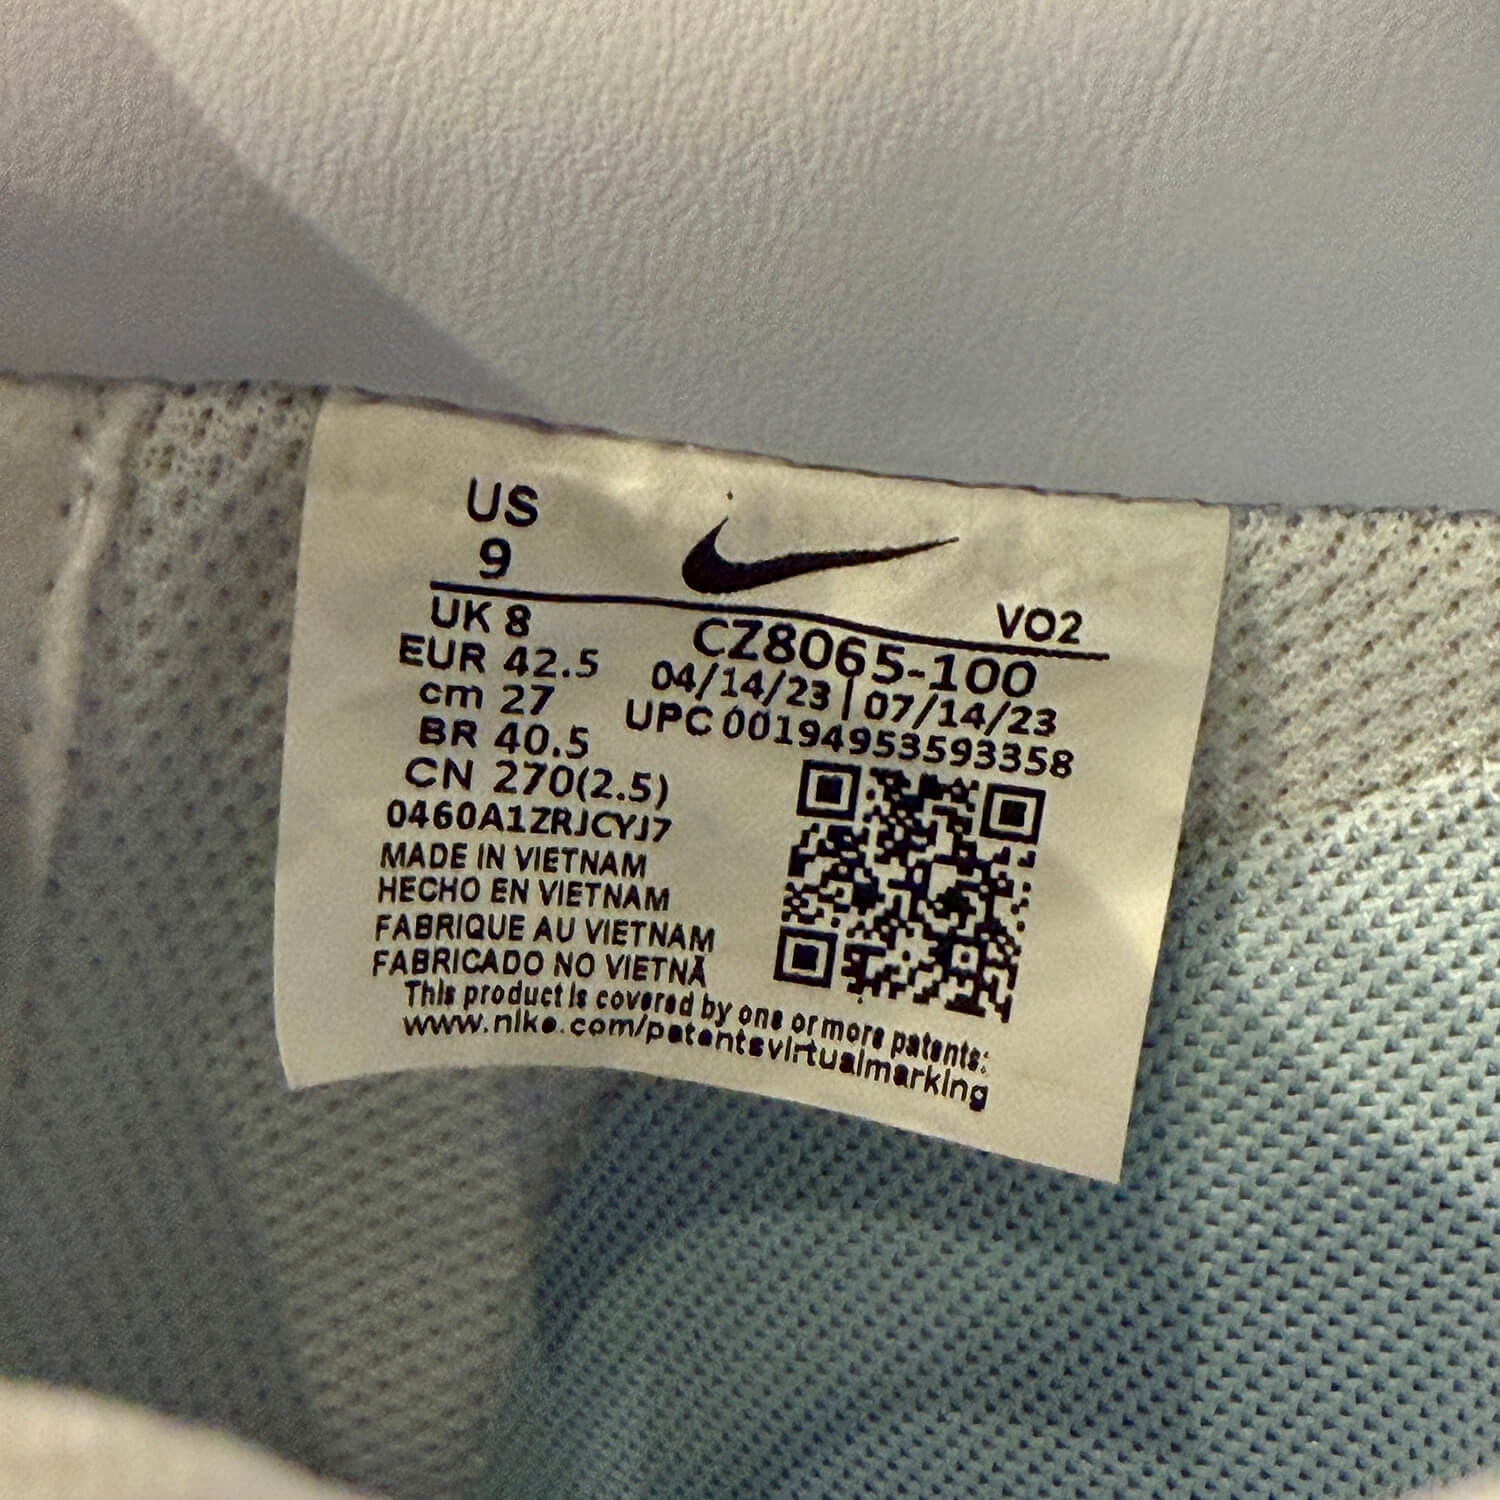 US
9
VO2
UK 8
EUR 42.5
cm 27
BR 40.5
CN 270(2.5)
CZ8065-100
04/14/23 | 07/14/23
UPC 00194953593358
0460A1ZRJCYJ7
MADE IN VIETNAM
HECHO EN VIETNAM
FABRIQUE AU VIETNAM
FABRICADO NO VIETNÃ
This product is covered by one or more patents:
www.nike.com/patentsvirtualmarking